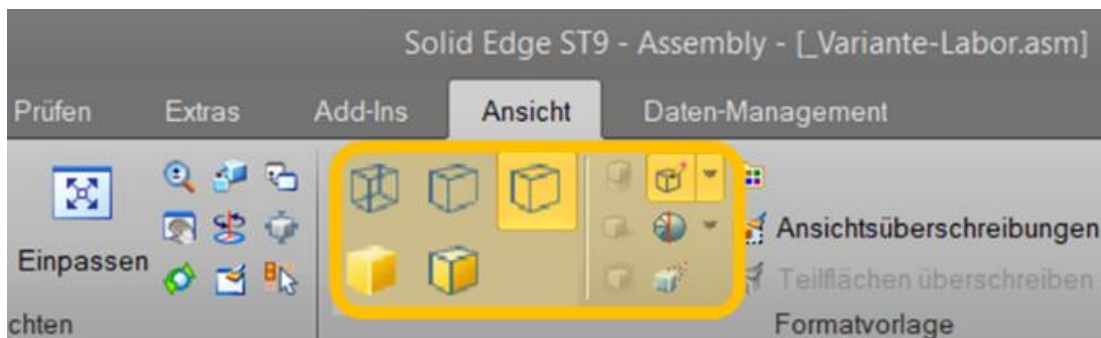 Solid Edge ST9 - Assembly - [_Variante-Labor.asm]
Prüfen Extras Add-Ins Ansicht Daten-Management
Ansichtsüberschreibungen
Einpassen
Teilflächen überschreiben
chten Formatvorlage